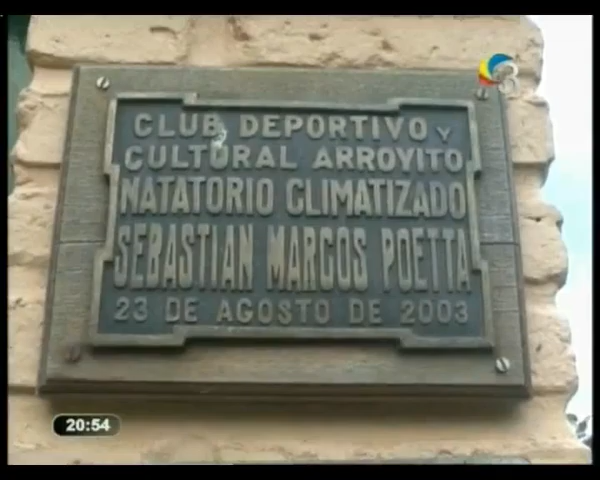 CLUB DEPORTIVO Y
CULTURAL ARROYITO
NATATORIO CLIMATIZADO
SEBASTIAN MARCOS POETTA
23 DE AGOSTO DE 2003
20:54